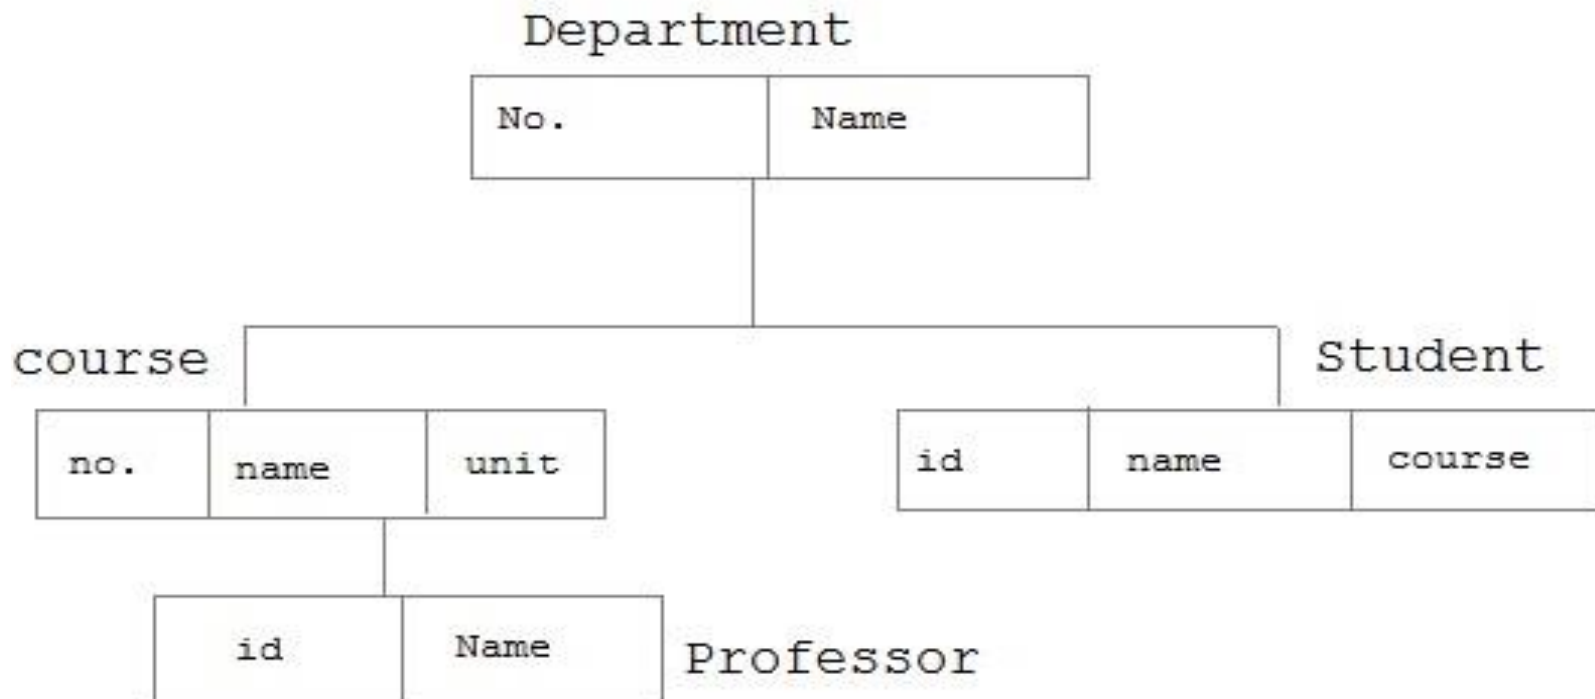 Department
No. Name
course
Student
no. name unit
id name course
id Name
Professor